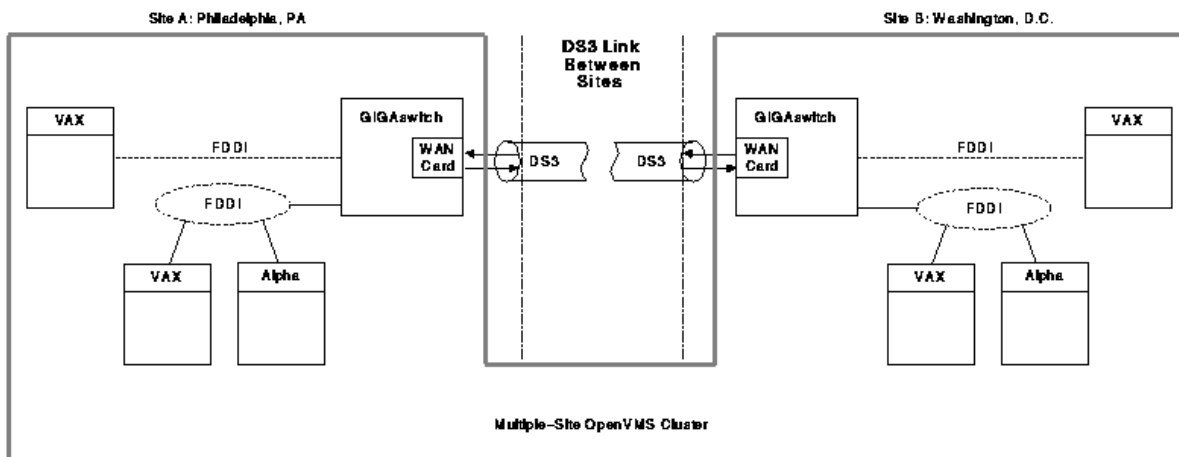 Site A: Philadelphia, PA
Site B: Washington, D.C.
DS3 Link
Between
Sites
VAX
FDDI
GIGAswitch
WAN
Card
DS3
DS3
GIGAswitch
WAN
Card
FDDI
VAX
FDDI
FDDI
VAX
Alpha
VAX
Alpha
Multiple-Site OpenVMS Cluster